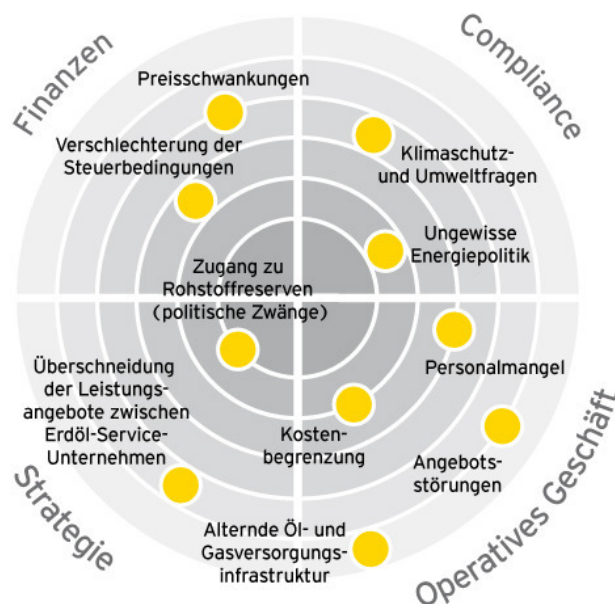 Finanzen
Compliance
Preisschwankungen
Verschlechterung der
Steuerbedingungen
Klimaschutz-
und Umweltfragen
Ungewisse
Energiepolitik
Zugang zu
Rohstoffreserven
(politische Zwänge)
Überschneidung
der Leistungs-
angebote zwischen
Erdöl-Service-
Unternehmen
Personalmangel
Kosten-
begrenzung
Angebots-
störungen
Alternde Öl- und
Gasversorgungs-
infrastruktur
Strategie
Operatives Geschäft